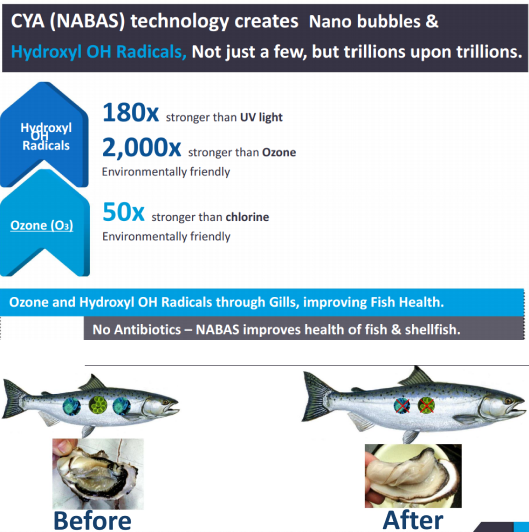 CYA (NABAS) technology creates Nano bubbles &
Hydroxyl OH Radicals, Not just a few, but trillions upon trillions.
Hydroxyl
OH
Radicals
180x stronger than UV light
2,000x stronger than Ozone
Environmentally friendly
Ozone (O₃)
50x stronger than chlorine
Environmentally friendly
Ozone and Hydroxyl OH Radicals through Gills, improving Fish Health.
No Antibiotics – NABAS improves health of fish & shellfish.
Before
After